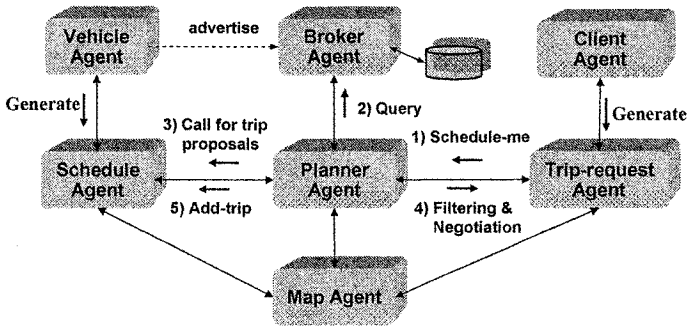 Vehicle
Agent
advertise
Broker
Agent
Client
Agent
Generate
2) Query
Generate
3) Call for trip
proposals
1) Schedule-me
Schedule
Agent
Planner
Agent
Trip-request
Agent
5) Add-trip
4) Filtering &
Negotiation
Map Agent